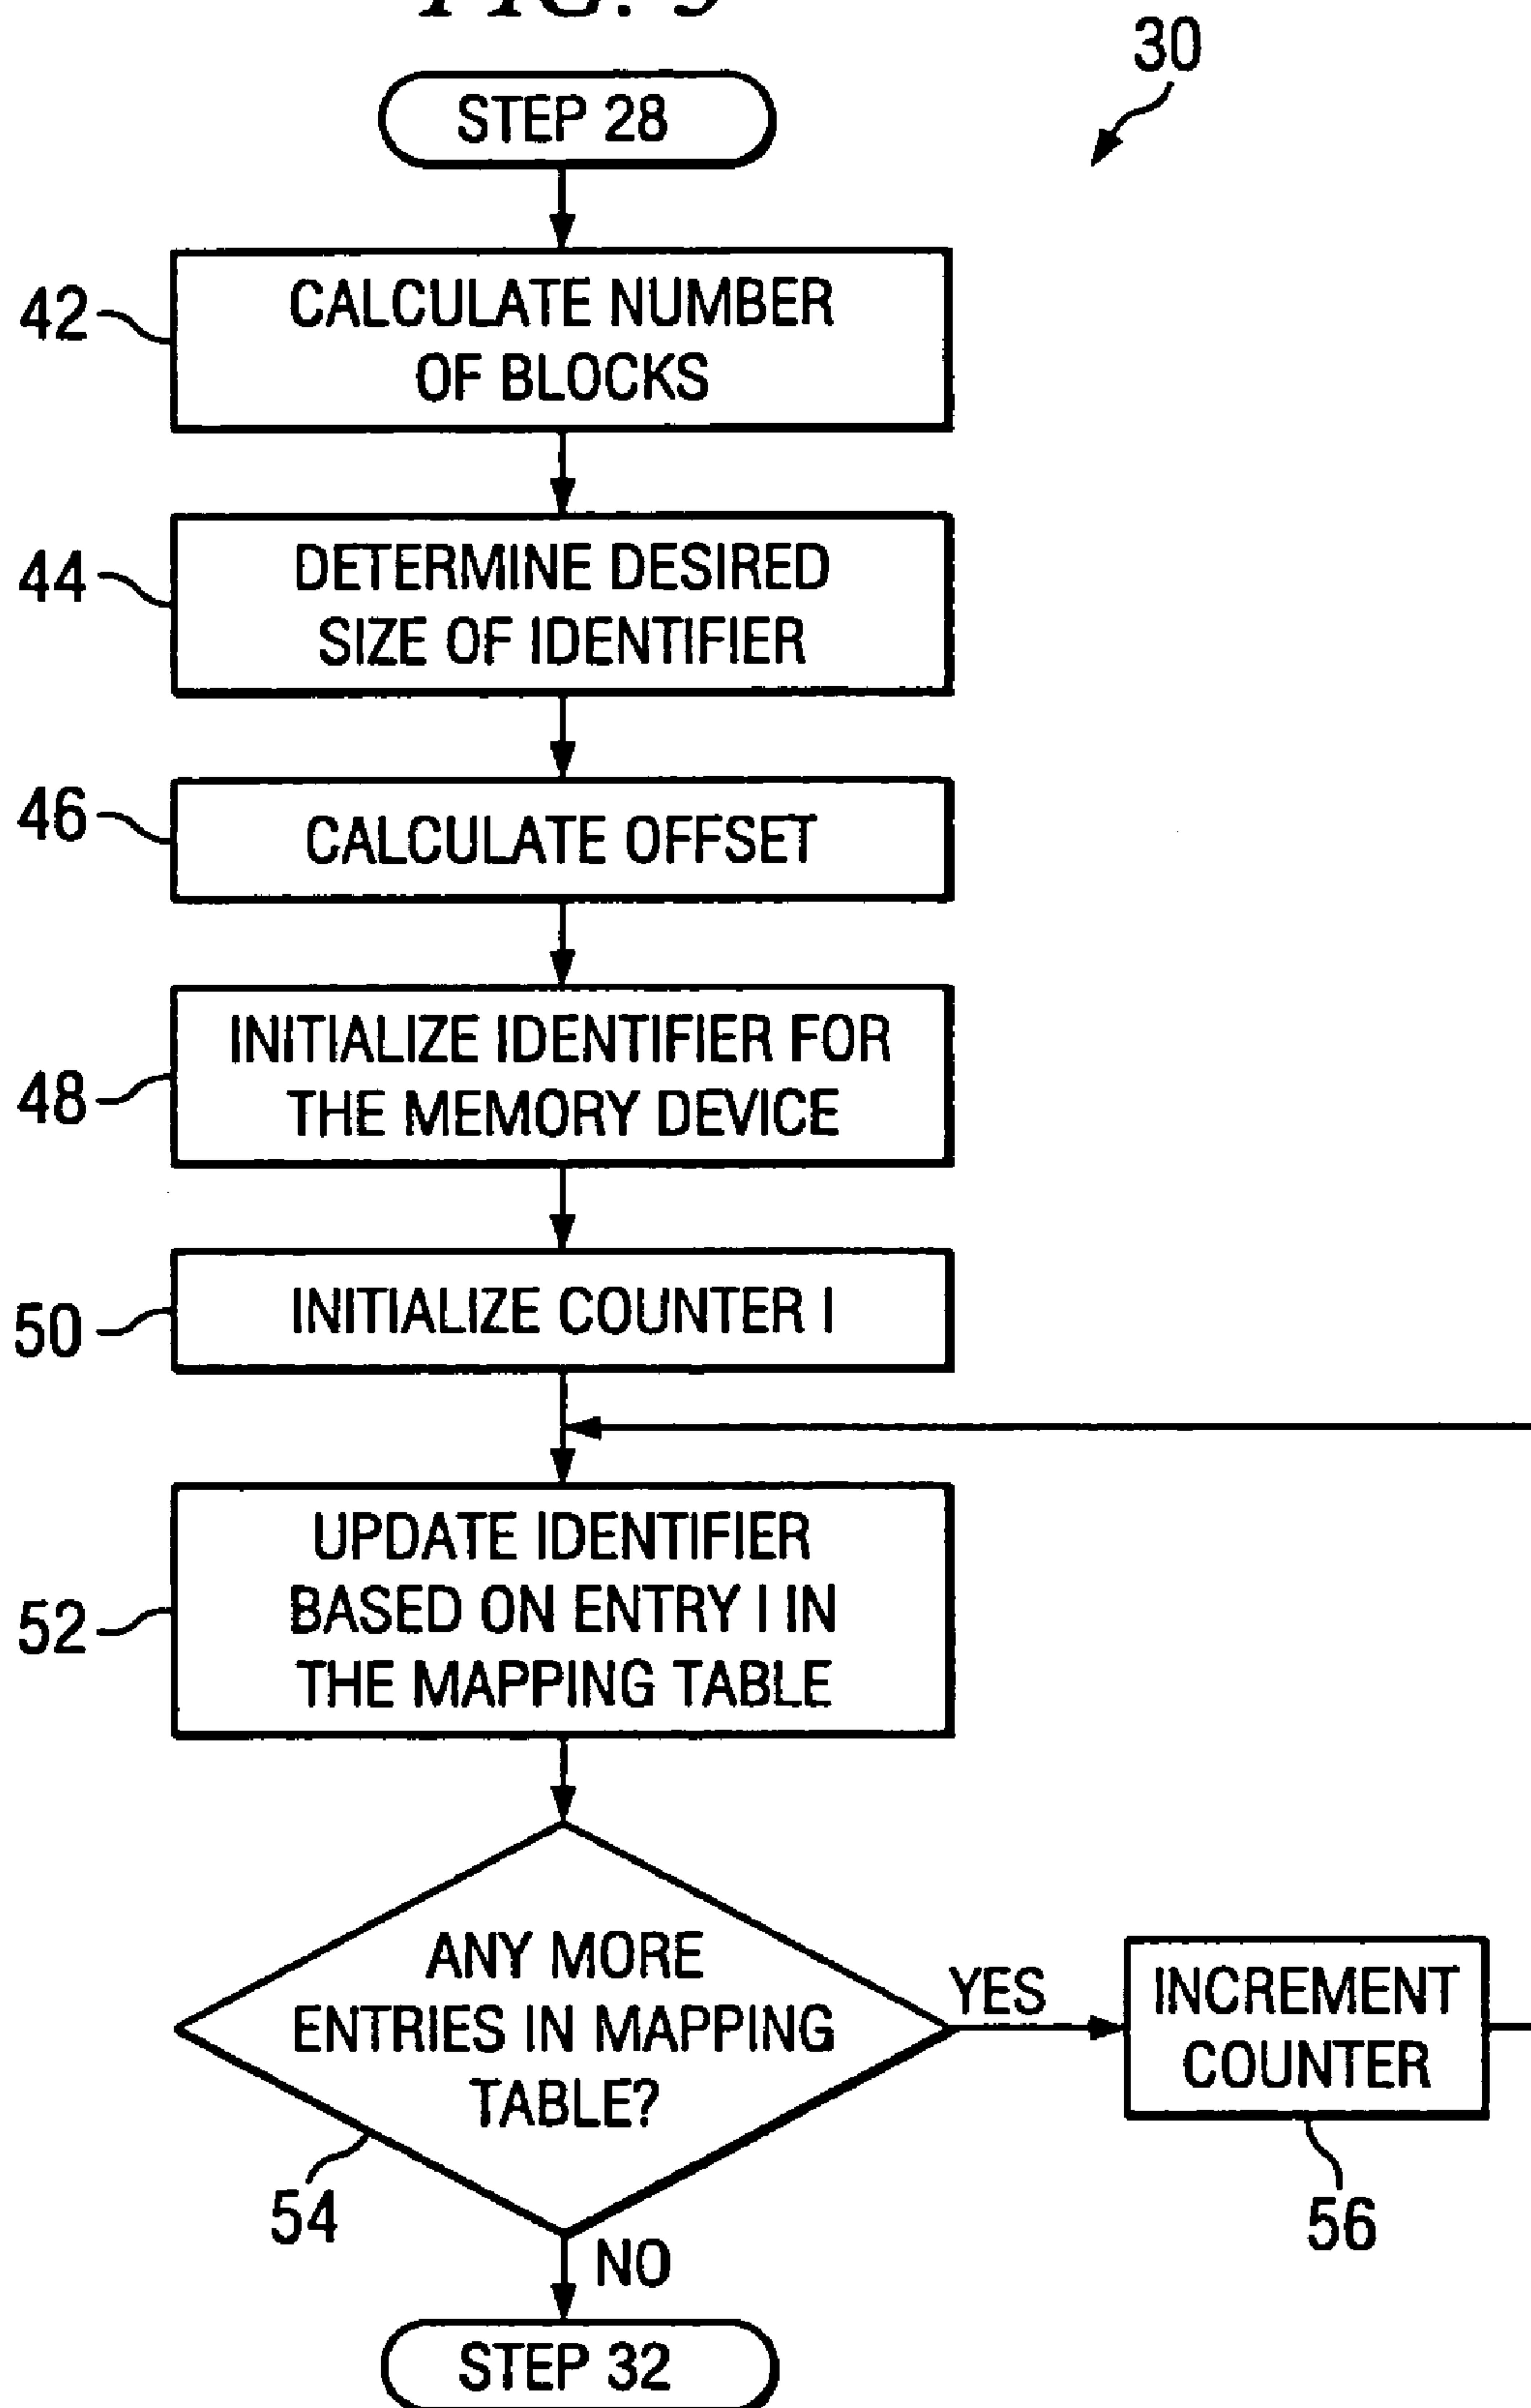 30
STEP 28
42
CALCULATE NUMBER
OF BLOCKS
44
DETERMINE DESIRED
SIZE OF IDENTIFIER
46
CALCULATE OFFSET
48
INITIALIZE IDENTIFIER FOR
THE MEMORY DEVICE
50
INITIALIZE COUNTER I
52
UPDATE IDENTIFIER
BASED ON ENTRY I IN
THE MAPPING TABLE
ANY MORE
ENTRIES IN MAPPING
TABLE?
54
YES
INCREMENT
COUNTER
56
NO
STEP 32